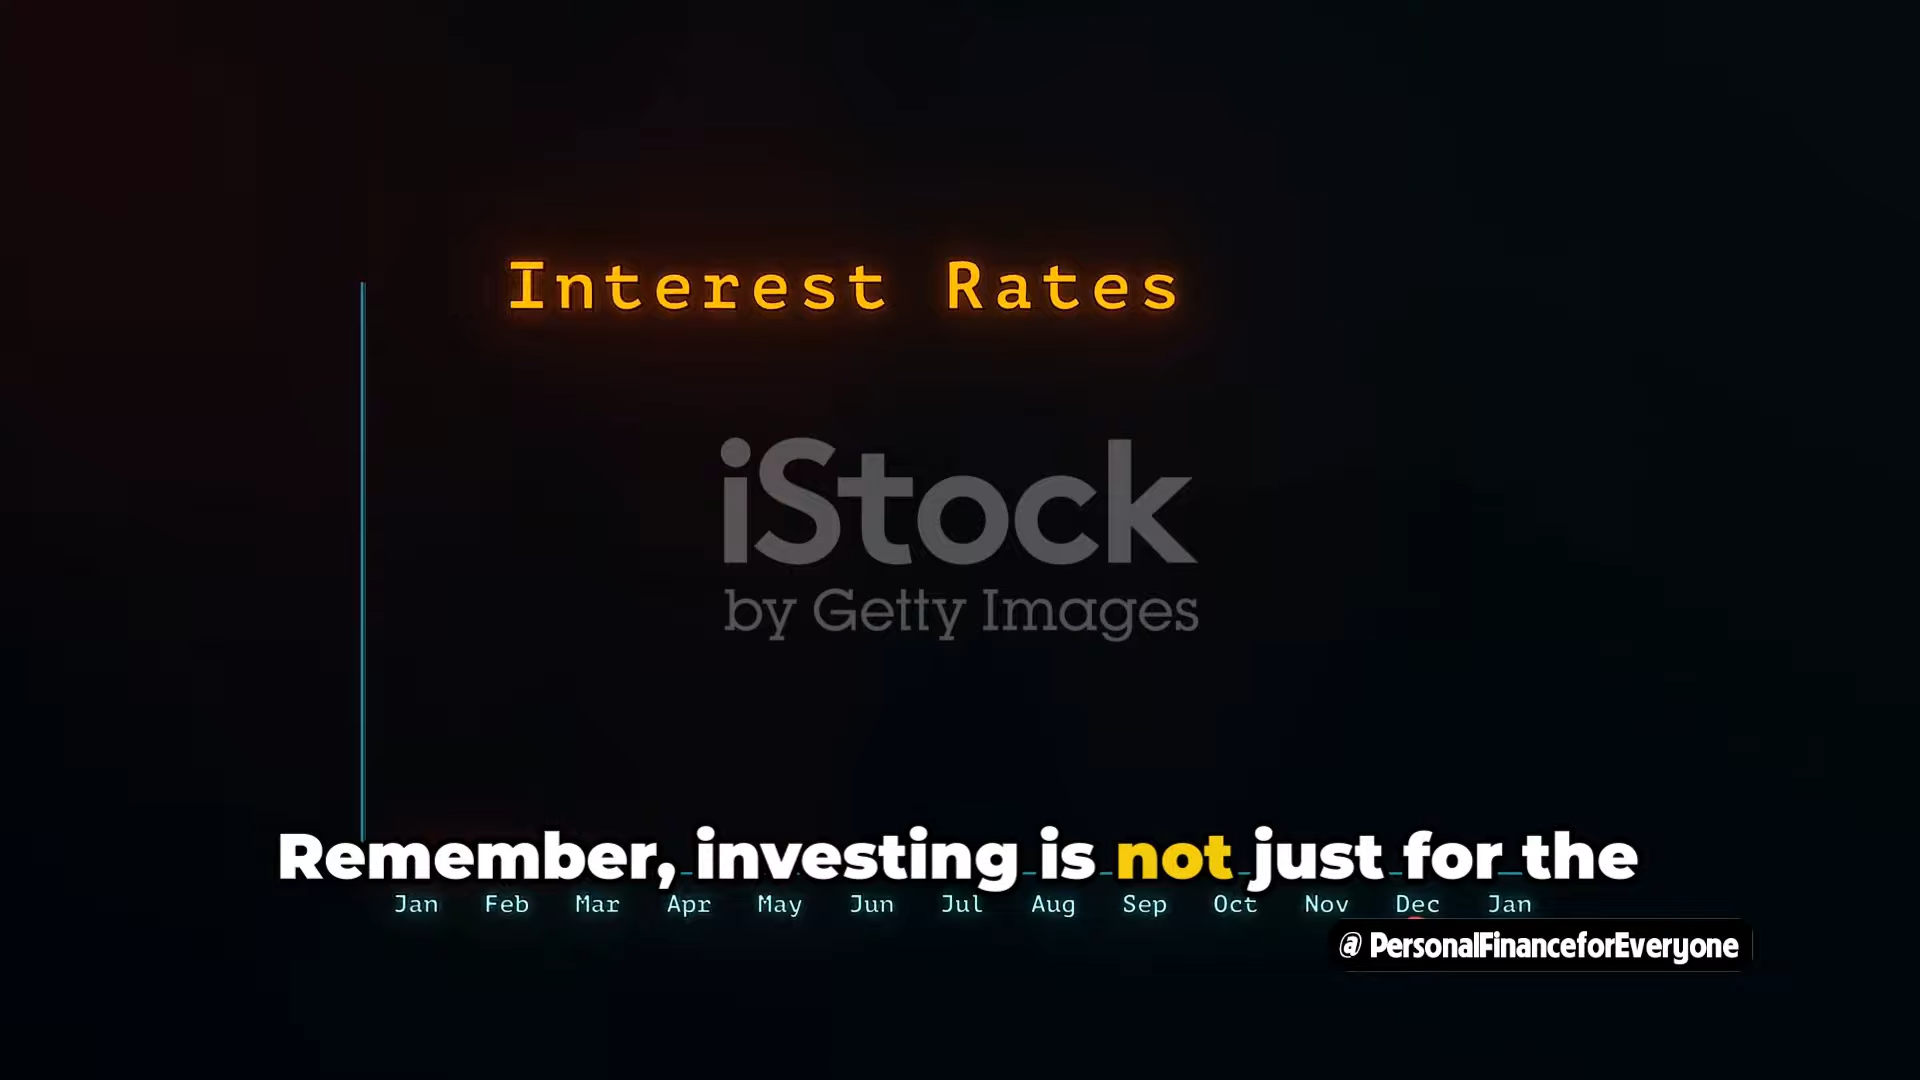 Interest Rates
iStock
by Getty Images
Remember, investing is not just for the
Jan Feb Mar Apr May Jun Jul Aug Sep Oct Nov Dec Jan
@ PersonalFinanceforEveryone